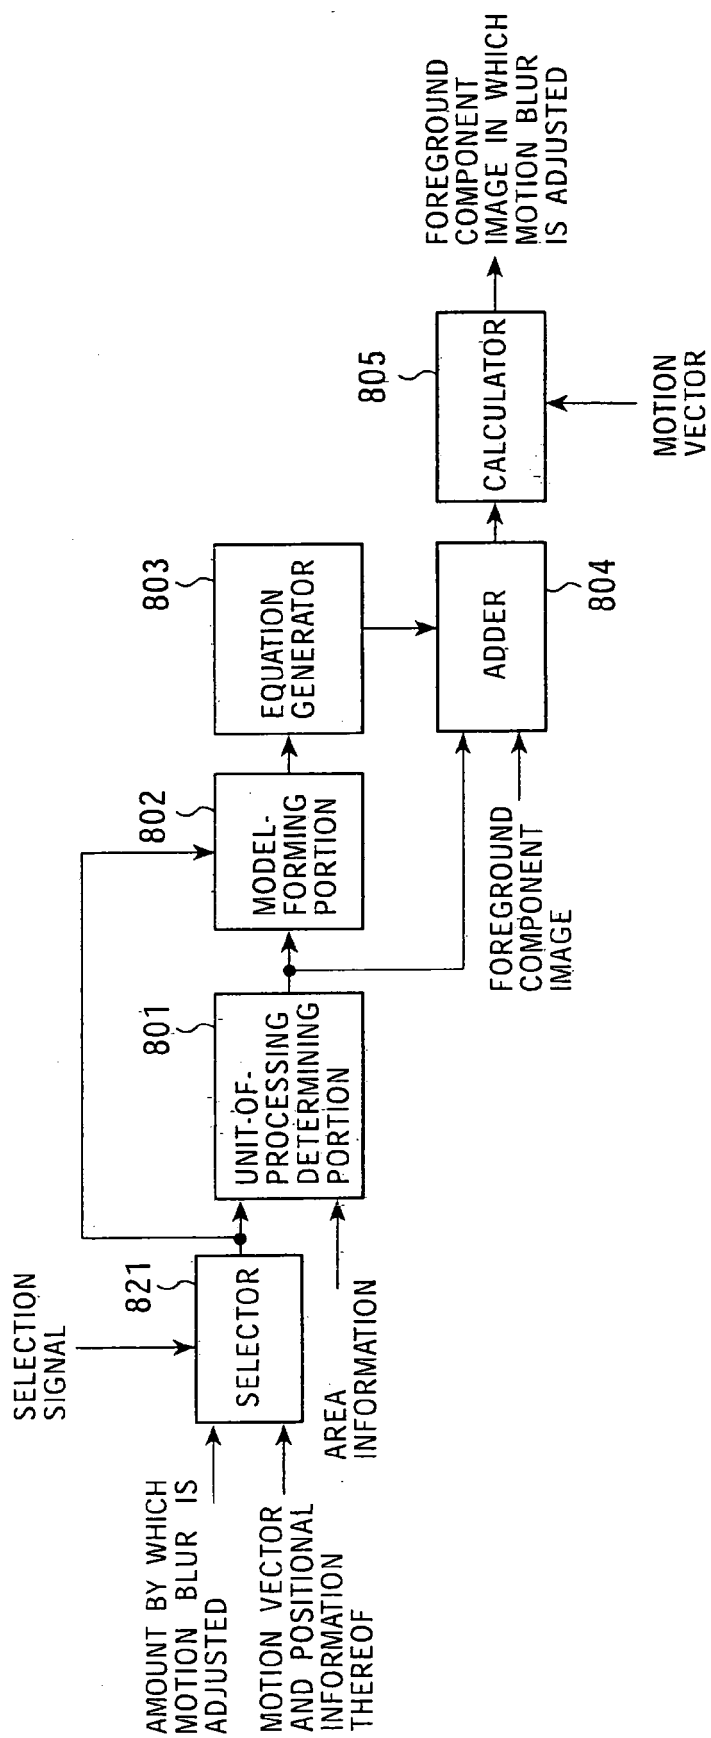 SELECTION
SIGNAL
AMOUNT BY WHICH
MOTION BLUR IS
ADJUSTED
MOTION VECTOR
AND POSITIONAL
INFORMATION
THEREOF
821
SELECTOR
AREA
INFORMATION
801
UNIT-OF-
PROCESSING
DETERMINING
PORTION
802
MODEL-
FORMING
PORTION
803
EQUATION
GENERATOR
FOREGROUND
COMPONENT
IMAGE
ADDER
804
805
CALCULATOR
MOTION
VECTOR
FOREGROUND
COMPONENT
IMAGE IN WHICH
MOTION BLUR
IS ADJUSTED